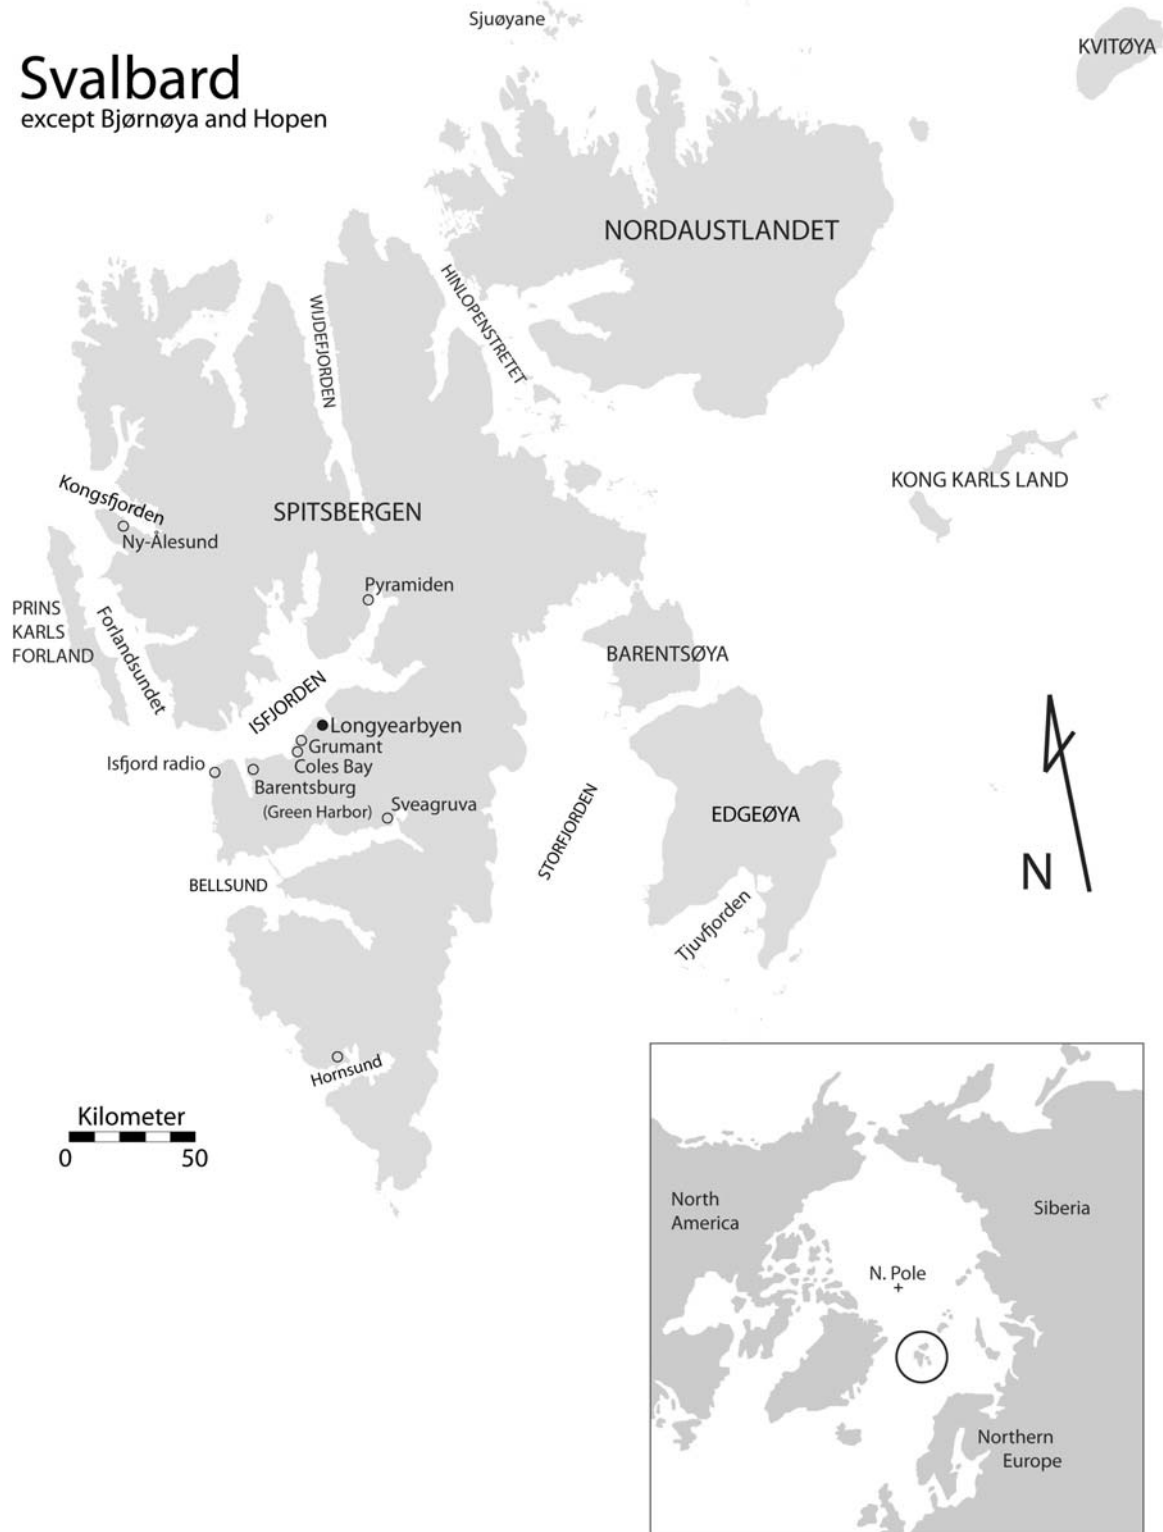 Sjuøyane
KVITØYA
Svalbard
except Bjørnøya and Hopen
NORDAUSTLANDET
HINLOPENSTRETET
WIJDEFJORDEN
KONG KARLS LAND
Kongsfjorden
SPITSBERGEN
Ny-Ålesund
Pyramiden
PRINS
KARLS
FORLAND
Forlandsundet
BARENTSØYA
ISFJORDEN
Longyearbyen
Grumant
Isfjord radio
Coles Bay
Barentsburg
(Green Harbor)
Sveagruva
STORFJORDEN
EDGEØYA
N
BELLSUND
Tjuvfjorden
Hornsund
Kilometer
0 50
North
America
Siberia
N. Pole
Northern
Europe